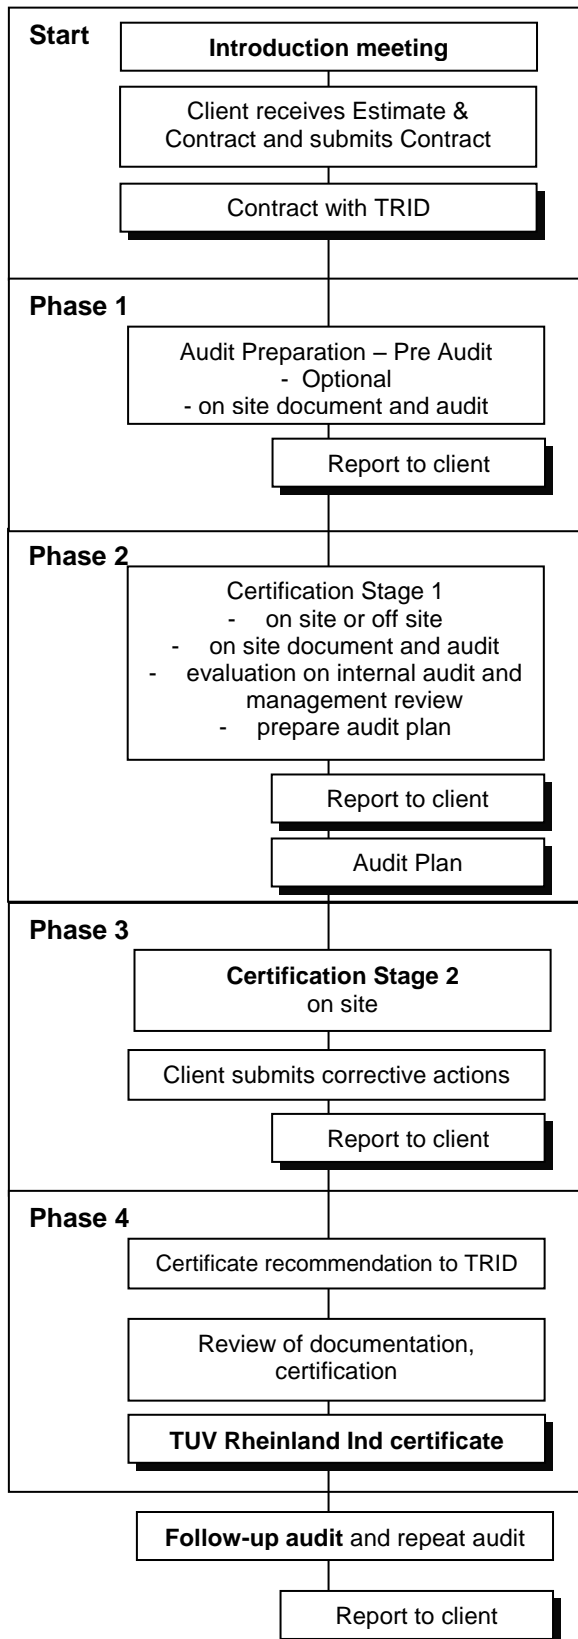 Start
Introduction meeting
Client receives Estimate &
Contract and submits Contract
Contract with TRID
Phase 1
Audit Preparation – Pre Audit
- Optional
- on site document and audit
Report to client
Phase 2
Certification Stage 1
- on site or off site
- on site document and audit
- evaluation on internal audit and
management review
- prepare audit plan
Report to client
Audit Plan
Phase 3
Certification Stage 2
on site
Client submits corrective actions
Report to client
Phase 4
Certificate recommendation to TRID
Review of documentation,
certification
TUV Rheinland Ind certificate
Follow-up audit and repeat audit
Report to client